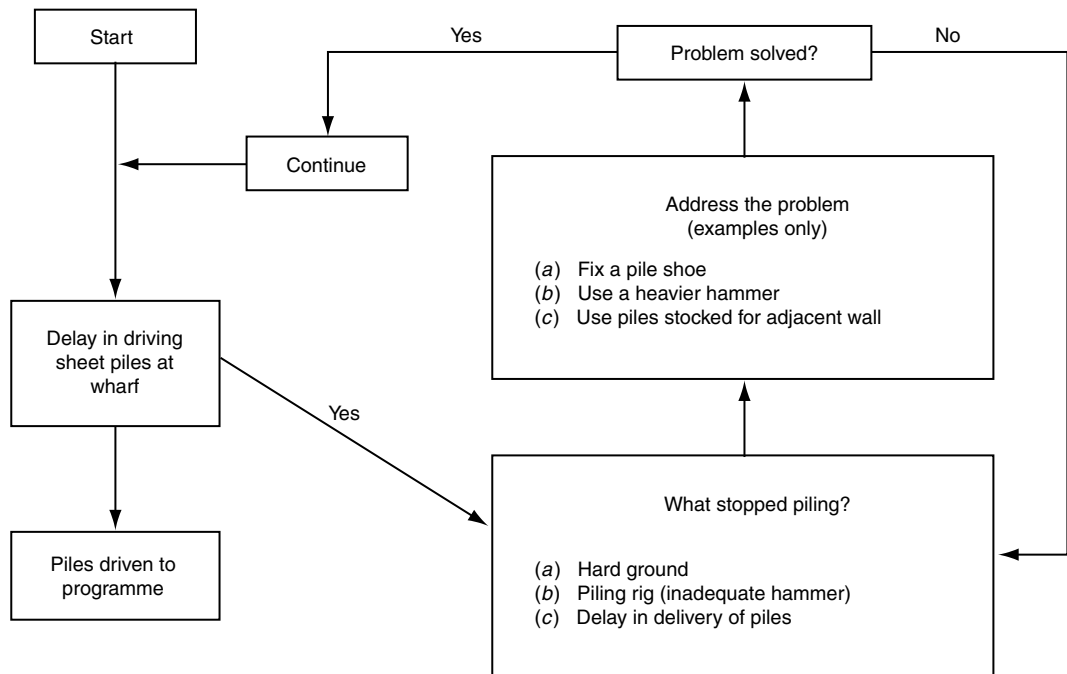 Start
Yes
Problem solved?
No
Continue
Address the problem
(examples only)
(a) Fix a pile shoe
(b) Use a heavier hammer
(c) Use piles stocked for adjacent wall
Delay in driving
sheet piles at
wharf
Yes
What stopped piling?
(a) Hard ground
(b) Piling rig (inadequate hammer)
(c) Delay in delivery of piles
Piles driven to
programme